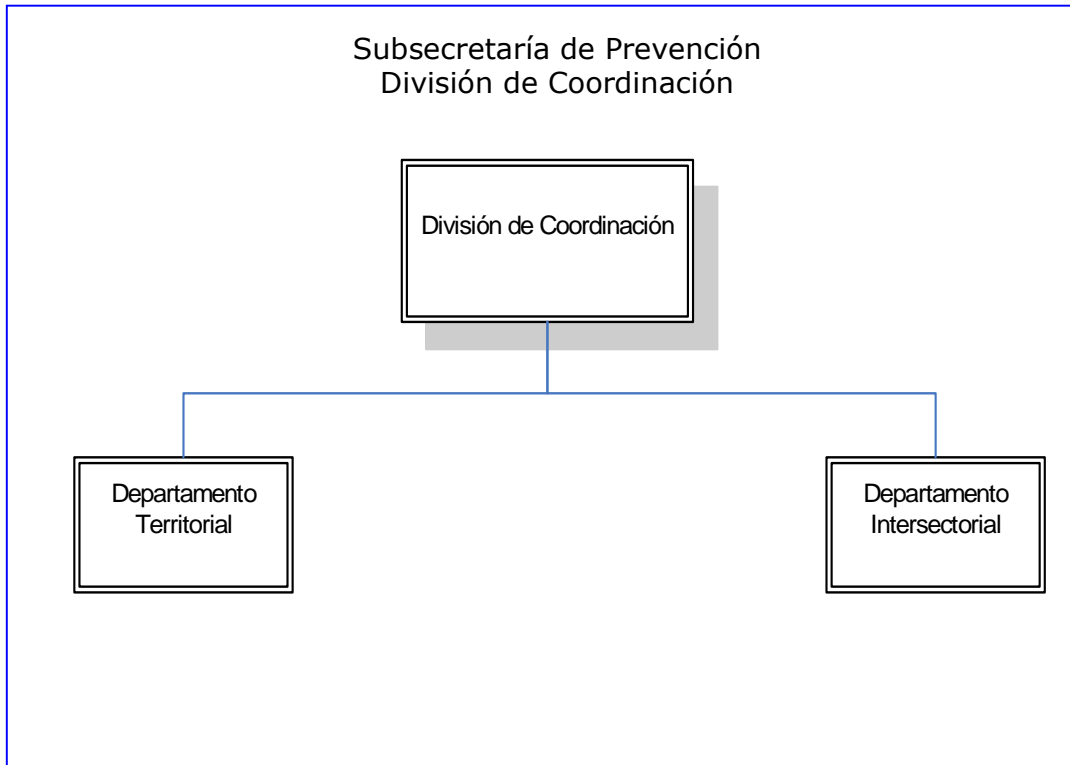 Subsecretaría de Prevención
División de Coordinación
División de Coordinación
Departamento
Territorial
Departamento
Intersectorial